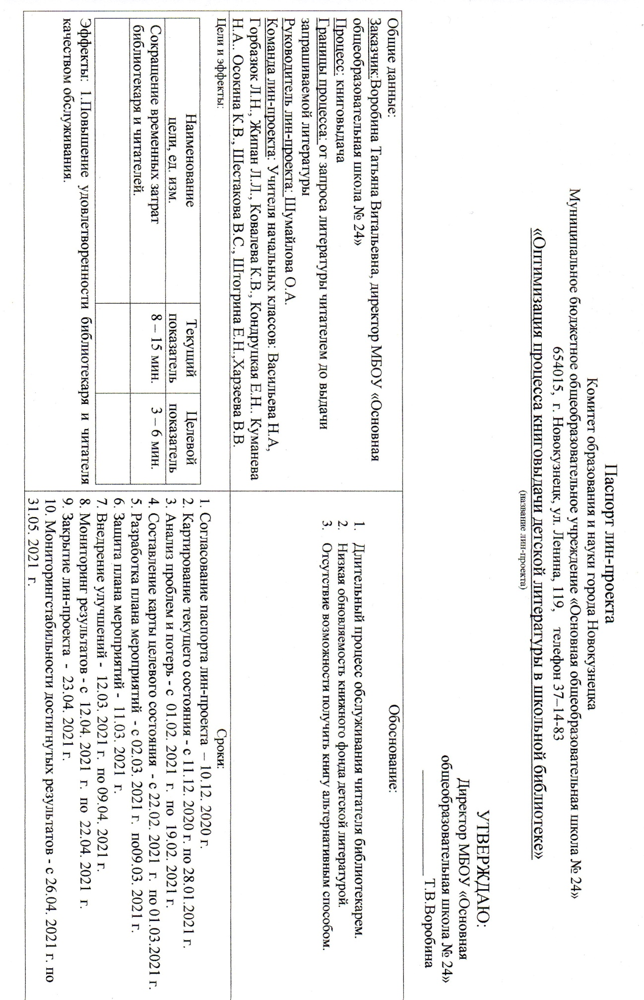 Паспорт лин-проекта
Комитет образования и науки города Новокузнецка
Муниципальное бюджетное общеобразовательное учреждение «Основная общеобразовательная школа № 24»
654015, г. Новокузнецк, ул. Ленина, 119, телефон 37–14-83
«Оптимизация процесса книговыдачи детской литературы в школьной библиотеке»
(название лин-проекта)
УТВЕРЖДАЮ:
Директор МБОУ «Основная
общеобразовательная школа № 24»
Т.В.Воробина
Общие данные:
Заказчик:Воробина Татьяна Витальевна, директор МБОУ «Основная
общеобразовательная школа № 24»
Процесс: книговыдача
Границы процесса: от запроса литературы читателем до выдачи
запрашиваемой литературы
Руководитель лин-проекта: Шумайлова О.А.
Команда лин-проекта: Учителя начальных классов: Васильева Н.А,
Горбазюк Л.Н., Жипан Л.Л., Ковалева К.В., Кондруцкая Е.Н.. Куманева
Н.А.. Осокина К.В., Шестакова В.С., Штогрина Е.Н.,Харзеева В.В.
Обоснование:
1. Длительный процесс обслуживания читателя библиотекарем.
2. Низкая обновляемость книжного фонда детской литературой.
3. Отсутствие возможности получить книгу альтернативным способом.
Цели и эффекты:
Наименование
цели, ед. изм.
Текущий
показатель
Целевой
показатель
Сокращение временных затрат
библиотекаря и читателей.
8 – 15 мин.
3 – 6 мин.
Эффекты: 1.Повышение удовлетворенности библиотекаря и читателя
качеством обслуживания.
Сроки:
1. Согласование паспорта лин-проекта – 10.12. 2020 г.
2. Картирование текущего состояния - с 11.12. 2020 г. по 28.01.2021 г.
3. Анализ проблем и потерь - с 01.02. 2021 г. по 19.02. 2021 г.
4. Составление карты целевого состояния - с 22.02. 2021 г. по 01.03.2021 г.
5. Разработка плана мероприятий - с 02.03. 2021 г. по09.03. 2021 г.
6. Защита плана мероприятий - 11.03. 2021 г.
7. Внедрение улучшений - 12.03. 2021 г. по 09.04. 2021 г.
8. Мониторинг результатов - с 12.04. 2021 г. по 22.04. 2021 г.
9. Закрытие лин-проекта - 23.04. 2021 г.
10. Мониторингстабильности достигнутых результатов - с 26.04. 2021 г. по
31.05. 2021 г.